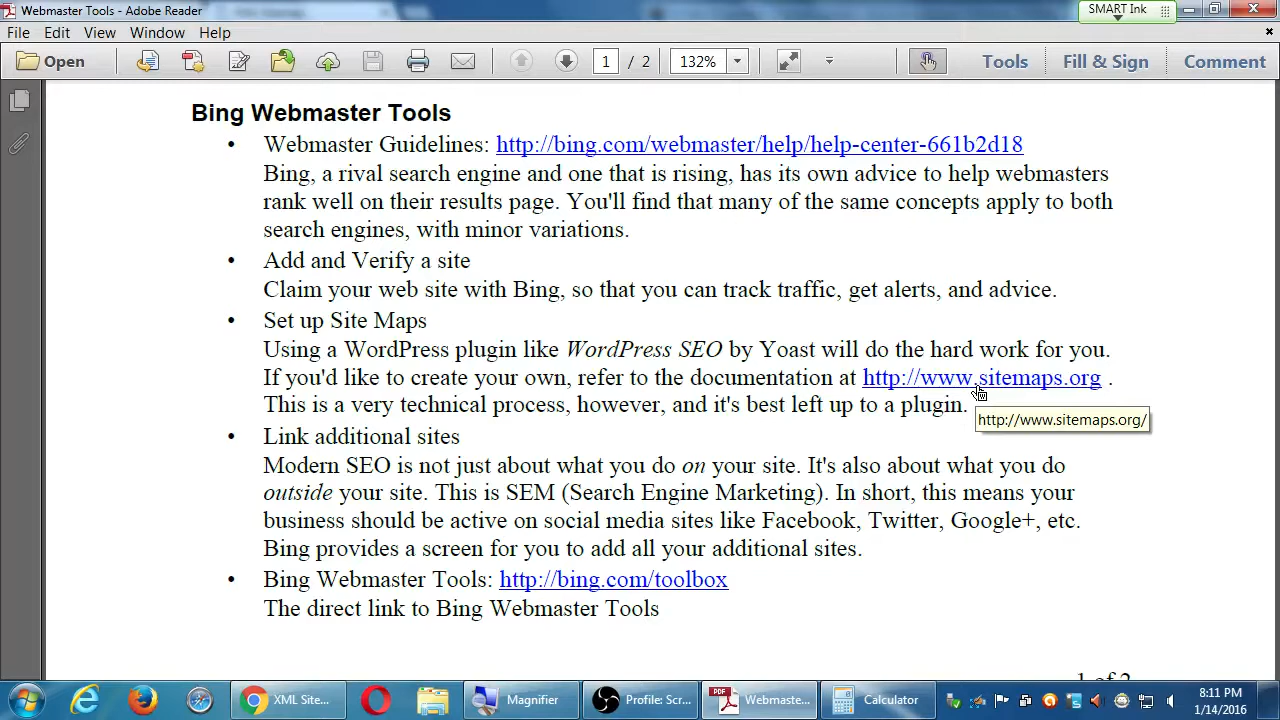 Webmaster Tools - Adobe Reader
SMART Ink
File Edit View Window Help
Open 1 / 2 132% Tools Fill & Sign Comment
Bing Webmaster Tools
• Webmaster Guidelines: http://bing.com/webmaster/help/help-center-661b2d18
Bing, a rival search engine and one that is rising, has its own advice to help webmasters
rank well on their results page. You'll find that many of the same concepts apply to both
search engines, with minor variations.
• Add and Verify a site
Claim your web site with Bing, so that you can track traffic, get alerts, and advice.
• Set up Site Maps
Using a WordPress plugin like WordPress SEO by Yoast will do the hard work for you.
If you'd like to create your own, refer to the documentation at http://www.sitemaps.org .
This is a very technical process, however, and it's best left up to a plugin.
http://www.sitemaps.org/
• Link additional sites
Modern SEO is not just about what you do on your site. It's also about what you do
outside your site. This is SEM (Search Engine Marketing). In short, this means your
business should be active on social media sites like Facebook, Twitter, Google+, etc.
Bing provides a screen for you to add all your additional sites.
• Bing Webmaster Tools: http://bing.com/toolbox
The direct link to Bing Webmaster Tools
1 of 2
XML Site... Magnifier Profile: Scr... PDF Webmaste... Calculator
8:11 PM
1/14/2016